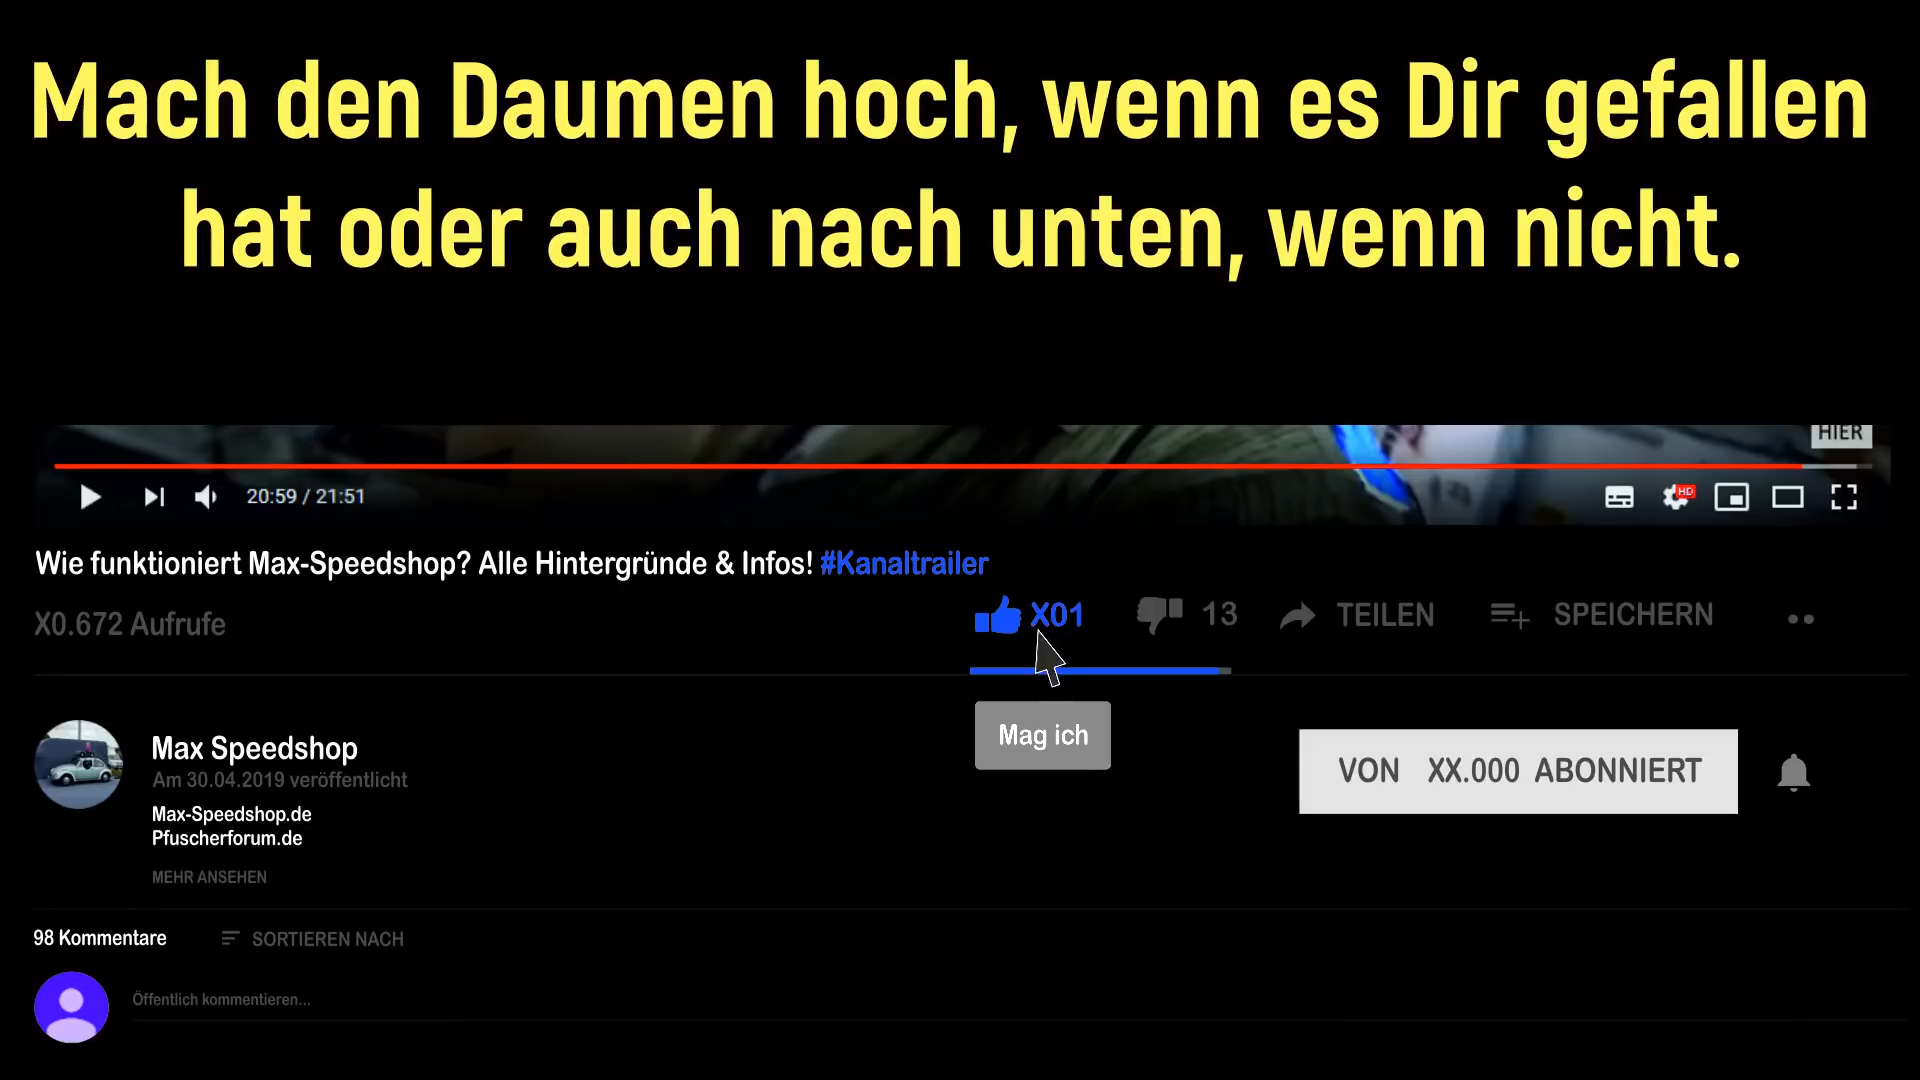 Mach den Daumen hoch, wenn es Dir gefallen
hat oder auch nach unten, wenn nicht.
HIER
20:59 / 21:51
HD
Wie funktioniert Max-Speedshop? Alle Hintergründe & Infos! #Kanaltrailer
X0.672 Aufrufe
X01
13
TEILEN
SPEICHERN
Mag ich
Max Speedshop
Am 30.04.2019 veröffentlicht
Max-Speedshop.de
Pfuscherforum.de
MEHR ANSEHEN
VON XX.000 ABONNIERT
98 Kommentare
SORTIEREN NACH
Öffentlich kommentieren...